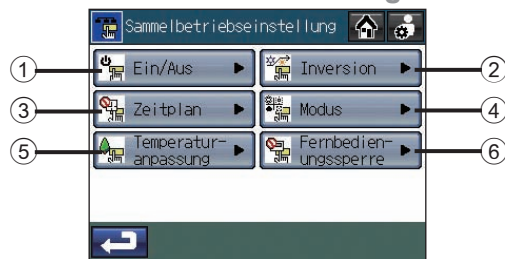 Sammelbetriebseinstellung
1 Ein/Aus
Inversion 2
3 Zeitplan
Modus 4
5 Temperatur-
anpassung
Fernbedien- 6
ungssperre